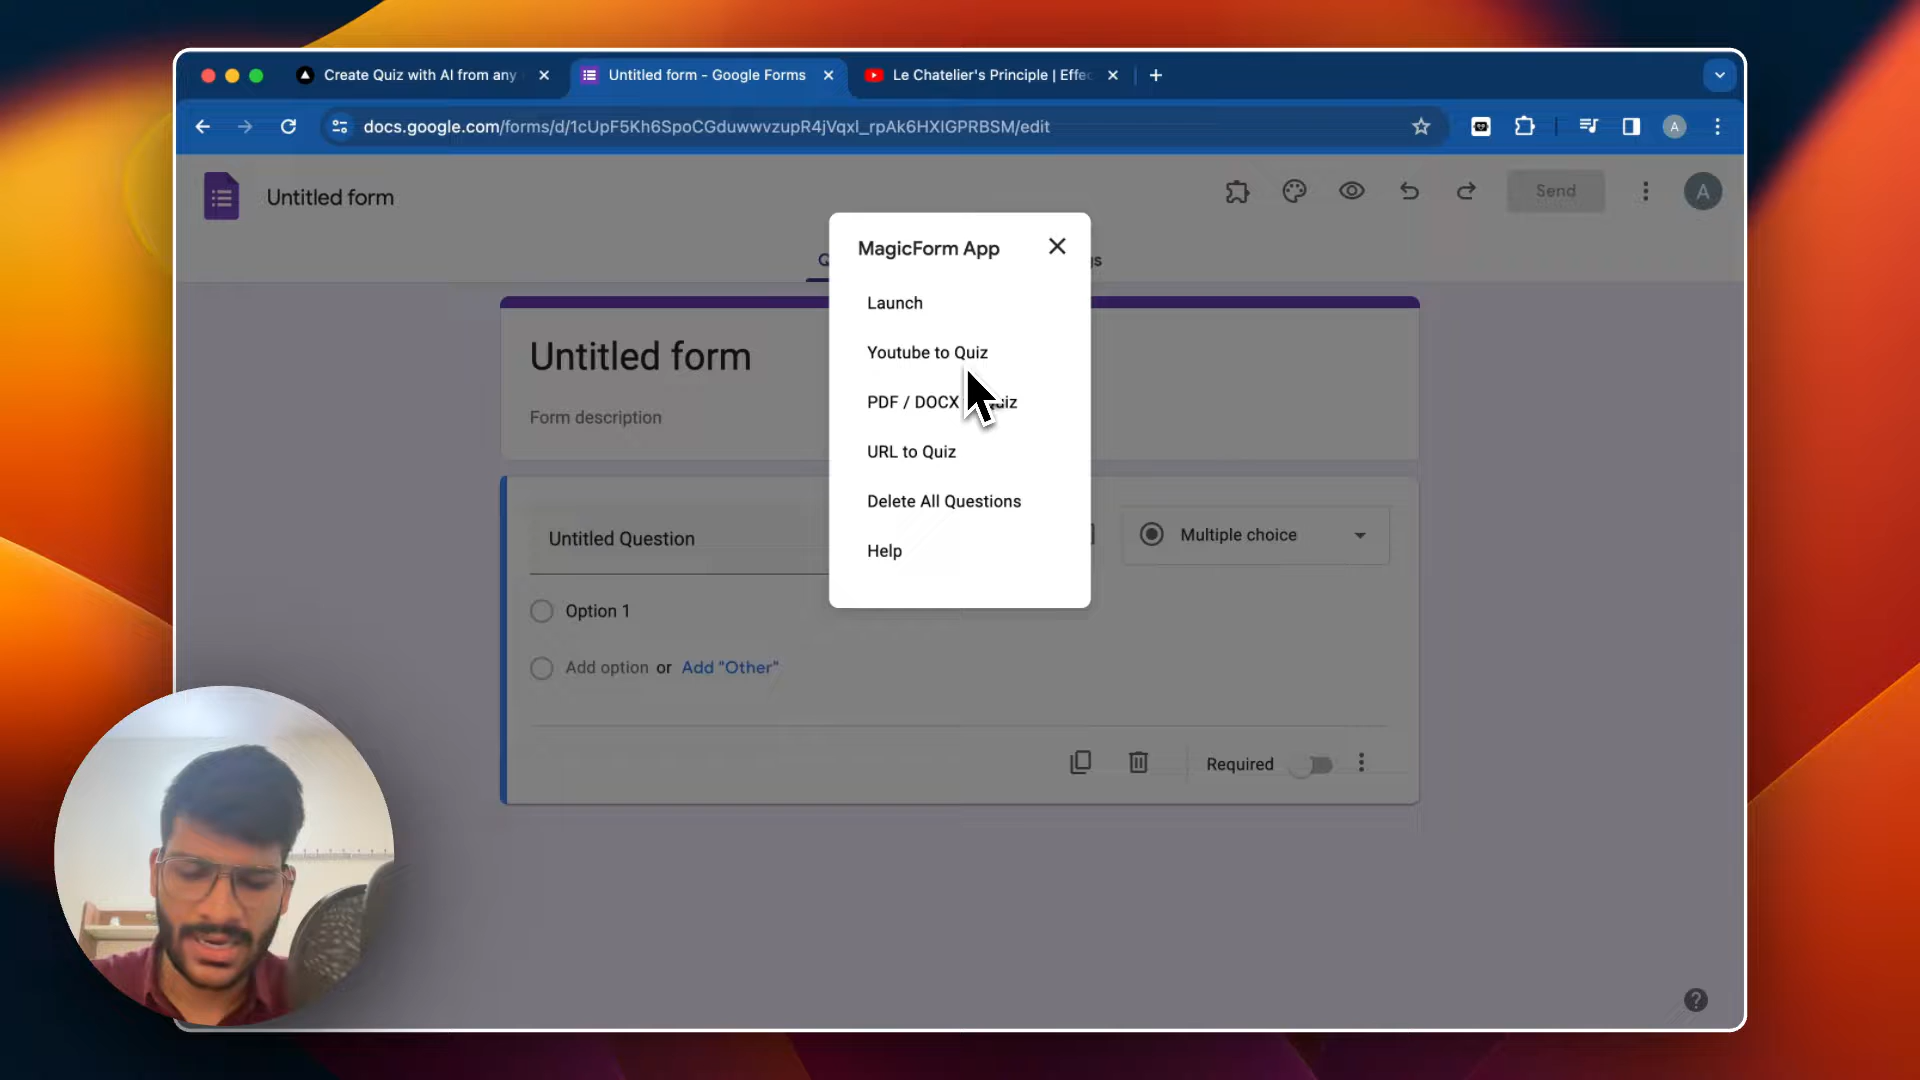 Create Quiz with AI from any
Untitled form - Google Forms
Le Chatelier's Principle | Effec
docs.google.com/forms/d/1cUpF5Kh6SpoCGduwwvzupR4jVqxl_rpAk6HXIGPRBSM/edit
A
Untitled form
Send
A
MagicForm App
Launch
Youtube to Quiz
PDF / DOCX
URL to Quiz
Delete All Questions
Help
Untitled form
Form description
Untitled Question
Multiple choice
Option 1
Add option or Add "Other"
Required